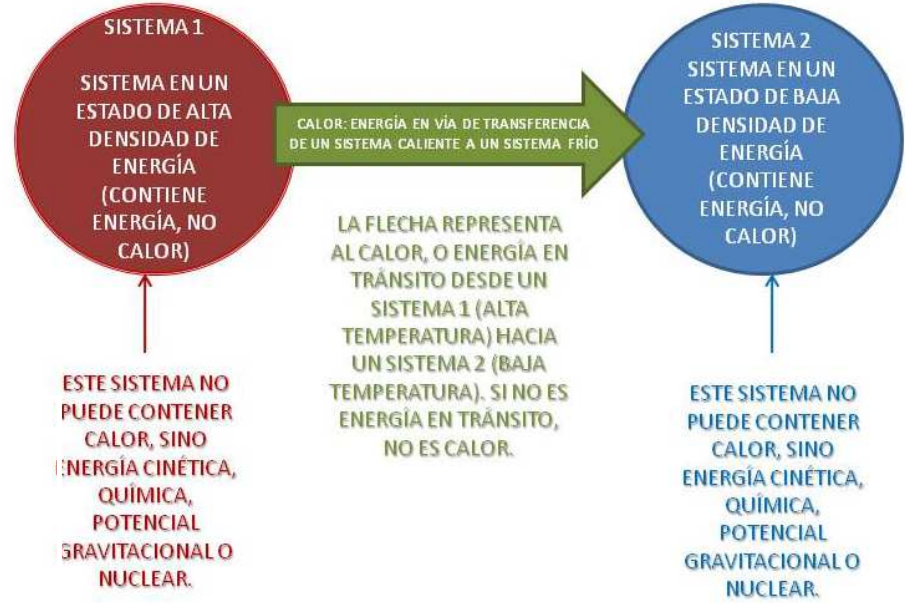 SISTEMA 1
SISTEMA EN UN
ESTADO DE ALTA
DENSIDAD DE
ENERGÍA
(CONTIENE
ENERGÍA, NO
CALOR)
CALOR: ENERGÍA EN VÍA DE TRANSFERENCIA
DE UN SISTEMA CALIENTE A UN SISTEMA FRÍO
SISTEMA 2
SISTEMA EN UN
ESTADO DE BAJA
DENSIDAD DE
ENERGÍA
(CONTIENE
ENERGÍA, NO
CALOR)
LA FLECHA REPRESENTA
AL CALOR, O ENERGÍA EN
TRÁNSITO DESDE UN
SISTEMA 1 (ALTA
TEMPERATURA) HACIA
UN SISTEMA 2 (BAJA
TEMPERATURA). SI NO ES
ENERGÍA EN TRÁNSITO,
NO ES CALOR.
ESTE SISTEMA NO
PUEDE CONTENER
CALOR, SINO
ENERGÍA CINÉTICA,
QUÍMICA,
POTENCIAL
GRAVITACIONAL O
NUCLEAR.
ESTE SISTEMA NO
PUEDE CONTENER
CALOR, SINO
ENERGÍA CINÉTICA,
QUÍMICA,
POTENCIAL
GRAVITACIONAL O
NUCLEAR.